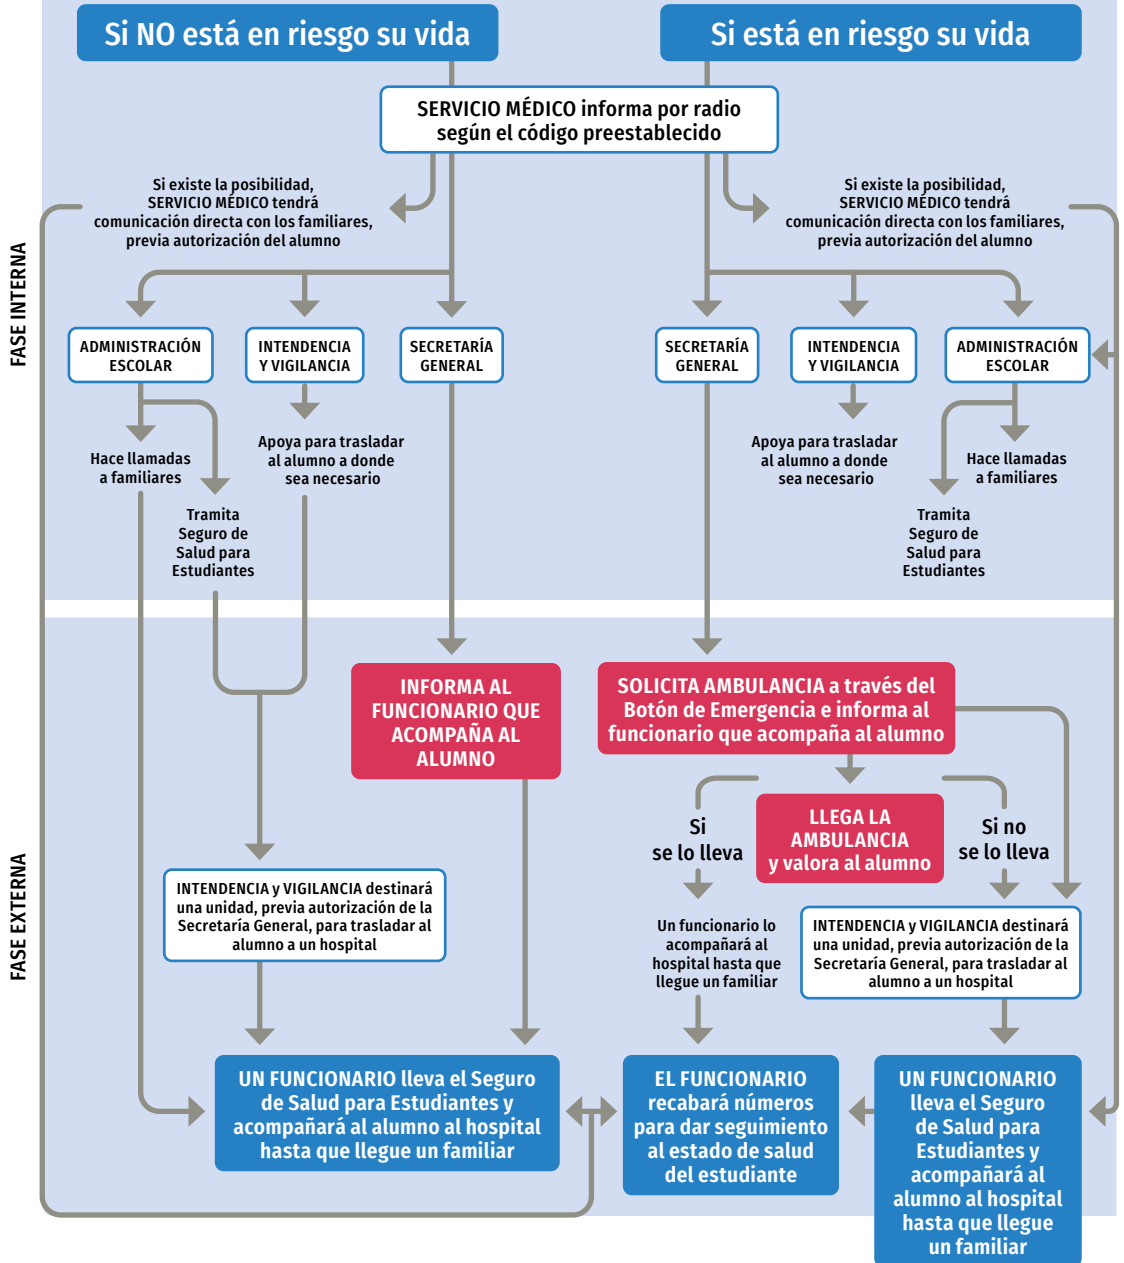 Si NO está en riesgo su vida
Si está en riesgo su vida
SERVICIO MÉDICO informa por radio
según el código preestablecido
FASE INTERNA
Si existe la posibilidad,
SERVICIO MÉDICO tendrá
comunicación directa con los familiares,
previa autorización del alumno
Si existe la posibilidad,
SERVICIO MÉDICO tendrá
comunicación directa con los familiares,
previa autorización del alumno
ADMINISTRACIÓN
ESCOLAR
INTENDENCIA
Y VIGILANCIA
SECRETARÍA
GENERAL
SECRETARÍA
GENERAL
INTENDENCIA
Y VIGILANCIA
ADMINISTRACIÓN
ESCOLAR
Hace llamadas
a familiares
Tramita
Seguro de
Salud para
Estudiantes
Apoya para trasladar
al alumno a donde
sea necesario
Apoya para trasladar
al alumno a donde
sea necesario
Hace llamadas
a familiares
Tramita
Seguro de
Salud para
Estudiantes
FASE EXTERNA
INFORMA AL
FUNCIONARIO QUE
ACOMPAÑA AL
ALUMNO
SOLICITA AMBULANCIA a través del
Botón de Emergencia e informa al
funcionario que acompaña al alumno
Si
se lo lleva
LLEGA LA
AMBULANCIA
y valora al alumno
Si no
se lo lleva
INTENDENCIA y VIGILANCIA destinará
una unidad, previa autorización de la
Secretaría General, para trasladar al
alumno a un hospital
Un funcionario lo
acompañará al
hospital hasta que
llegue un familiar
INTENDENCIA y VIGILANCIA destinará
una unidad, previa autorización de la
Secretaría General, para trasladar al
alumno a un hospital
UN FUNCIONARIO lleva el Seguro
de Salud para Estudiantes y
acompañará al alumno al hospital
hasta que llegue un familiar
EL FUNCIONARIO
recabará números
para dar seguimiento
al estado de salud
del estudiante
UN FUNCIONARIO
lleva el Seguro
de Salud para
Estudiantes y
acompañará al
alumno al hospital
hasta que llegue
un familiar